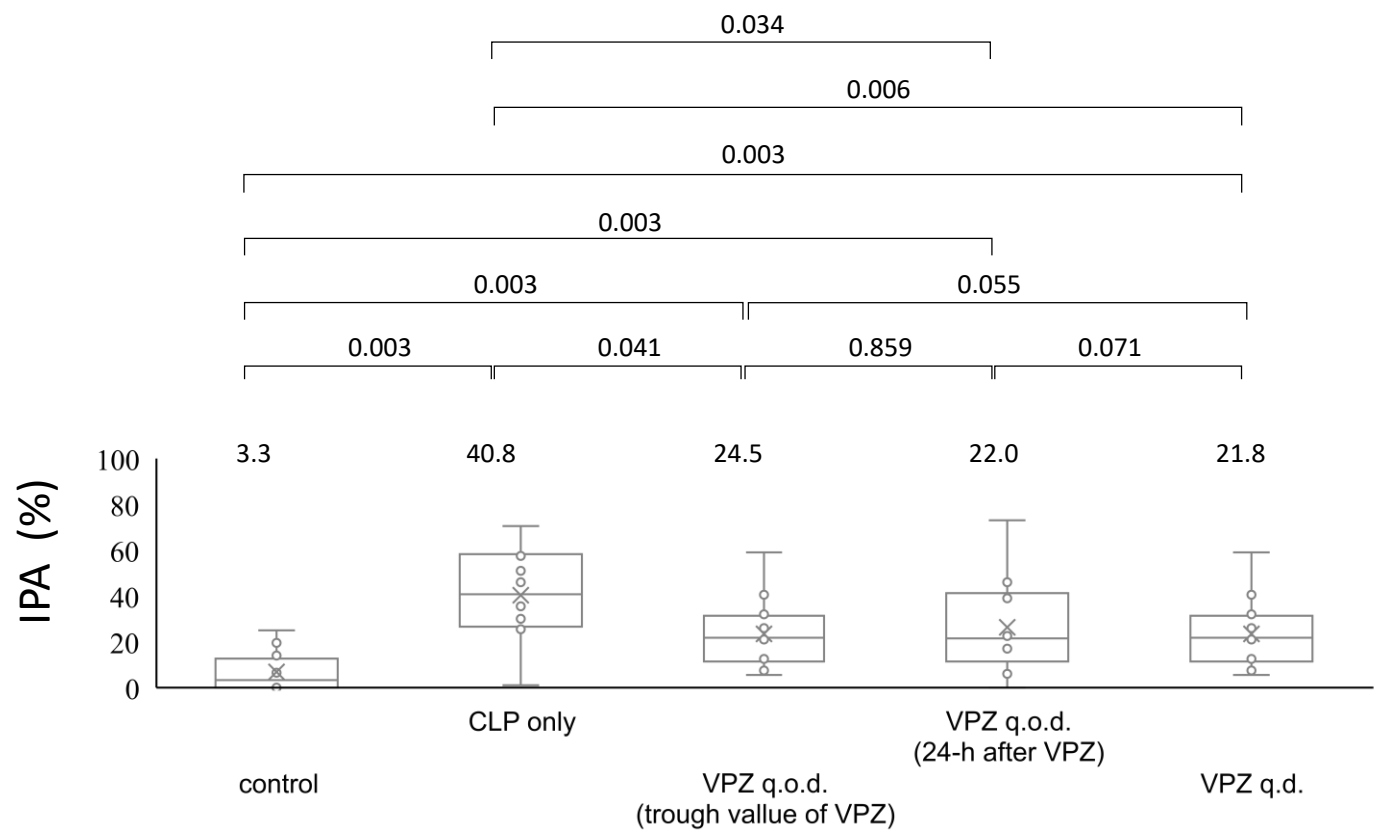 0.034
0.006
0.003
0.003
0.003 0.055
0.003 0.041 0.859 0.071
3.3 40.8 24.5 22.0 21.8
100
80
60
40
20
0
IPA (%)
CLP only VPZ q.o.d.
(24-h after VPZ)
control VPZ q.o.d. VPZ q.d.
(trough vallue of VPZ)